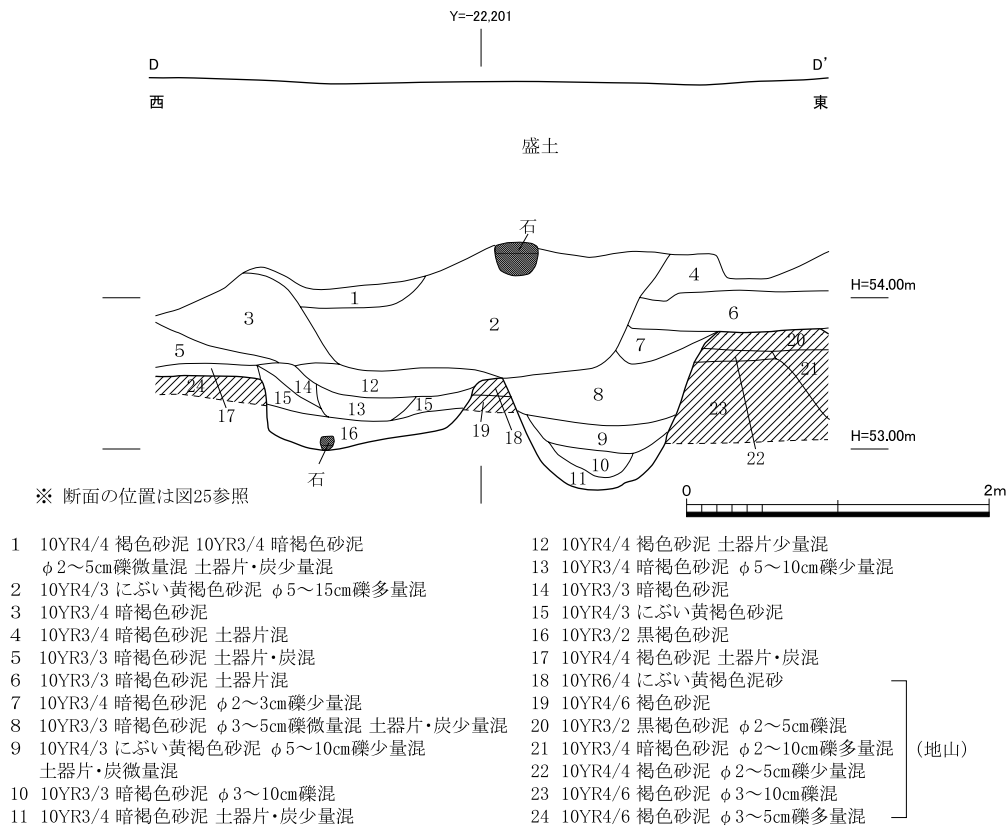 Y=-22,201
D
D’
西
東
盛土
石
1
2
3
4
H=54.00m
5
6
7
20
21
24
17
15
14
12
13
15
16
8
23
19
18
22
9
10
11
石
H=53.00m
※ 断面の位置は図25参照
0
2m
1 10YR4/4 褐色砂泥 10YR3/4 暗褐色砂泥
φ2～5cm礫微量混 土器片・炭少量混
2 10YR4/3 にぶい黄褐色砂泥 φ5～15cm礫多量混
3 10YR3/4 暗褐色砂泥
4 10YR3/4 暗褐色砂泥 土器片混
5 10YR3/3 暗褐色砂泥 土器片・炭混
6 10YR3/3 暗褐色砂泥 土器片混
7 10YR3/4 暗褐色砂泥 φ2～3cm礫少量混
8 10YR3/3 暗褐色砂泥 φ3～5cm礫微量混 土器片・炭少量混
9 10YR4/3 にぶい黄褐色砂泥 φ5～10cm礫少量混
土器片・炭微量混
10 10YR3/3 暗褐色砂泥 φ3～10cm礫混
11 10YR3/4 暗褐色砂泥 土器片・炭少量混
12 10YR4/4 褐色砂泥 土器片少量混
13 10YR3/4 暗褐色砂泥 φ5～10cm礫少量混
14 10YR3/3 暗褐色砂泥
15 10YR4/3 にぶい黄褐色砂泥
16 10YR3/2 黒褐色砂泥
17 10YR4/4 褐色砂泥 土器片・炭混
18 10YR6/4 にぶい黄褐色泥砂
19 10YR4/6 褐色砂泥
20 10YR3/2 黒褐色砂泥 φ2～5cm礫混
21 10YR3/4 暗褐色砂泥 φ2～10cm礫多量混
22 10YR4/4 褐色砂泥 φ2～5cm礫少量混
23 10YR4/6 褐色砂泥 φ3～10cm礫混
24 10YR4/6 褐色砂泥 φ3～5cm礫多量混
(地山)